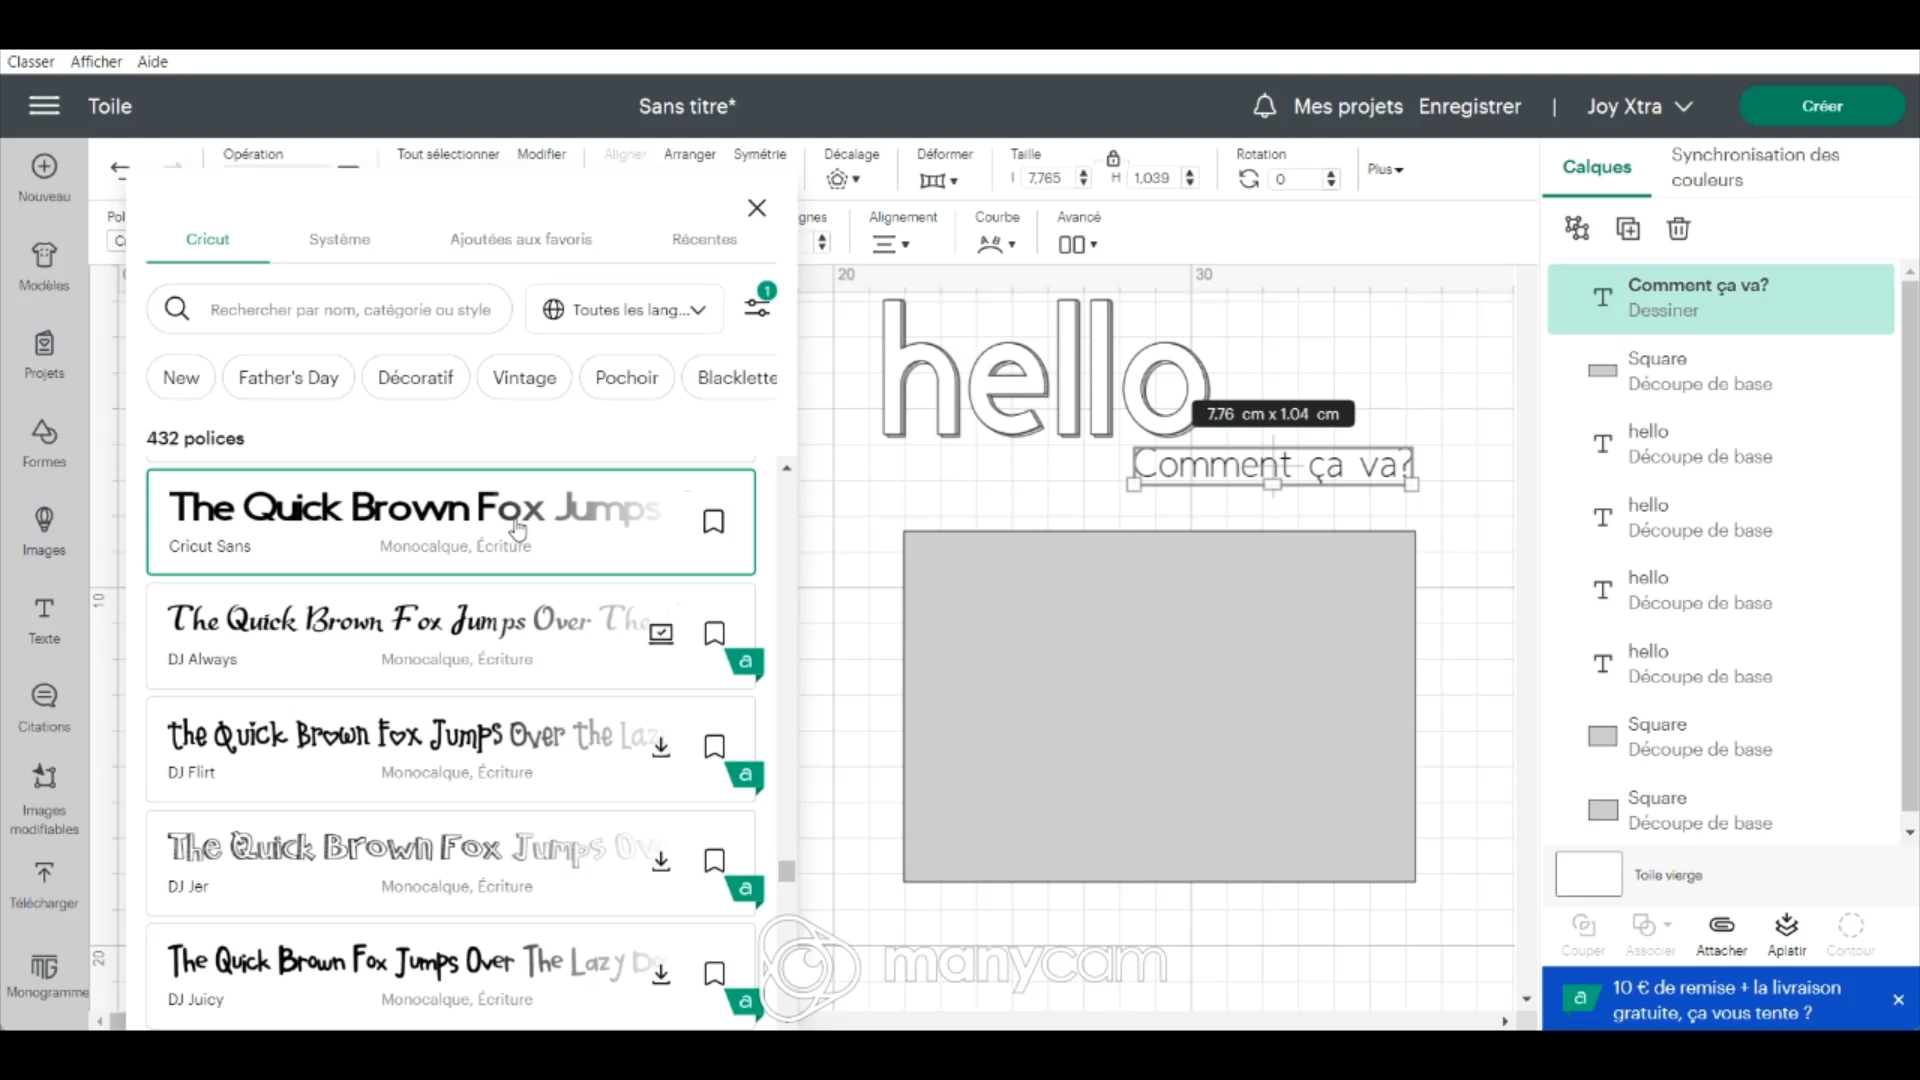 Classer Afficher Aide
Toile
Sans titre*
Mes projets Enregistrer | Joy Xtra
Créer
Opération
Tout sélectionner Modifier Aligner Arranger Symétrie Décalage Déformer Taille Rotation
7,765 H 1,039 0 Plus
Calques
Synchronisation des
couleurs
Alignement Courbe Avancé
Nouveau
Modèles
Projets
Formes
Images
Texte
Citations
Images
modifiables
Télécharger
Monogramme
Cricut Système Ajoutées aux favoris Récentes
Rechercher par nom, catégorie ou style
Toutes les lang...
1
New Father's Day Décoratif Vintage Pochoir Blacklette
432 polices
The Quick Brown Fox Jumps
Cricut Sans Monocalque, Écriture
The Quick Brown Fox Jumps Over The
DJ Always Monocalque, Écriture
a
the Quick Brown Fox Jumps Over the Laz
DJ Flirt Monocalque, Écriture
a
The Quick Brown Fox Jumps Ov
DJ Jer Monocalque, Écriture
a
The Quick Brown Fox Jumps Over The Lazy Do
DJ Juicy Monocalque, Écriture
a
20 30
10
20
hello
7.76 cm x 1.04 cm
Comment ça va?
manycam
Comment ça va?
Dessiner
Square
Découpe de base
hello
Découpe de base
hello
Découpe de base
hello
Découpe de base
hello
Découpe de base
Square
Découpe de base
Square
Découpe de base
Toile vierge
Couper Associer Attacher Aplatir Contour
a
10 € de remise + la livraison
gratuite, ça vous tente ?